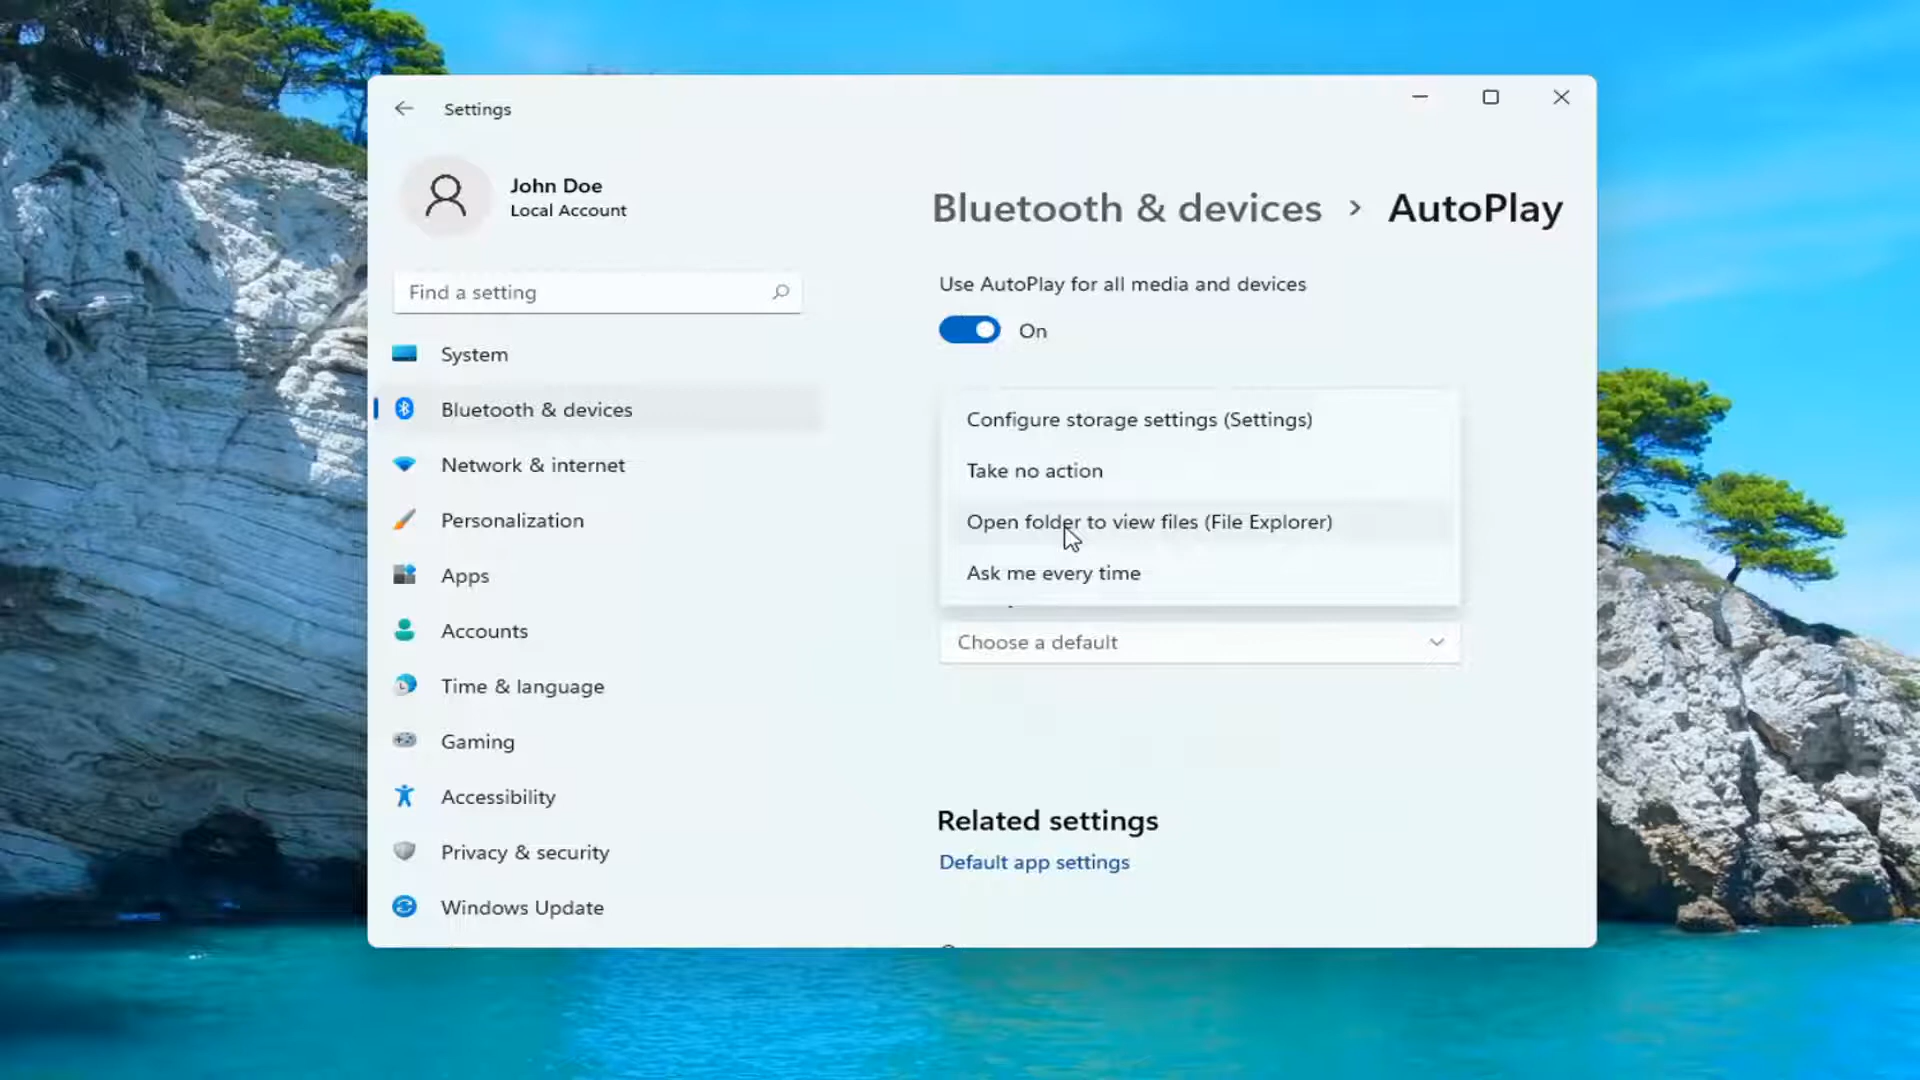 Settings
John Doe
Local Account
Find a setting
System
Bluetooth & devices
Network & internet
Personalization
Apps
Accounts
Time & language
Gaming
Accessibility
Privacy & security
Windows Update
Bluetooth & devices > AutoPlay
Use AutoPlay for all media and devices
On
Configure storage settings (Settings)
Take no action
Open folder to view files (File Explorer)
Ask me every time
Choose a default
Related settings
Default app settings